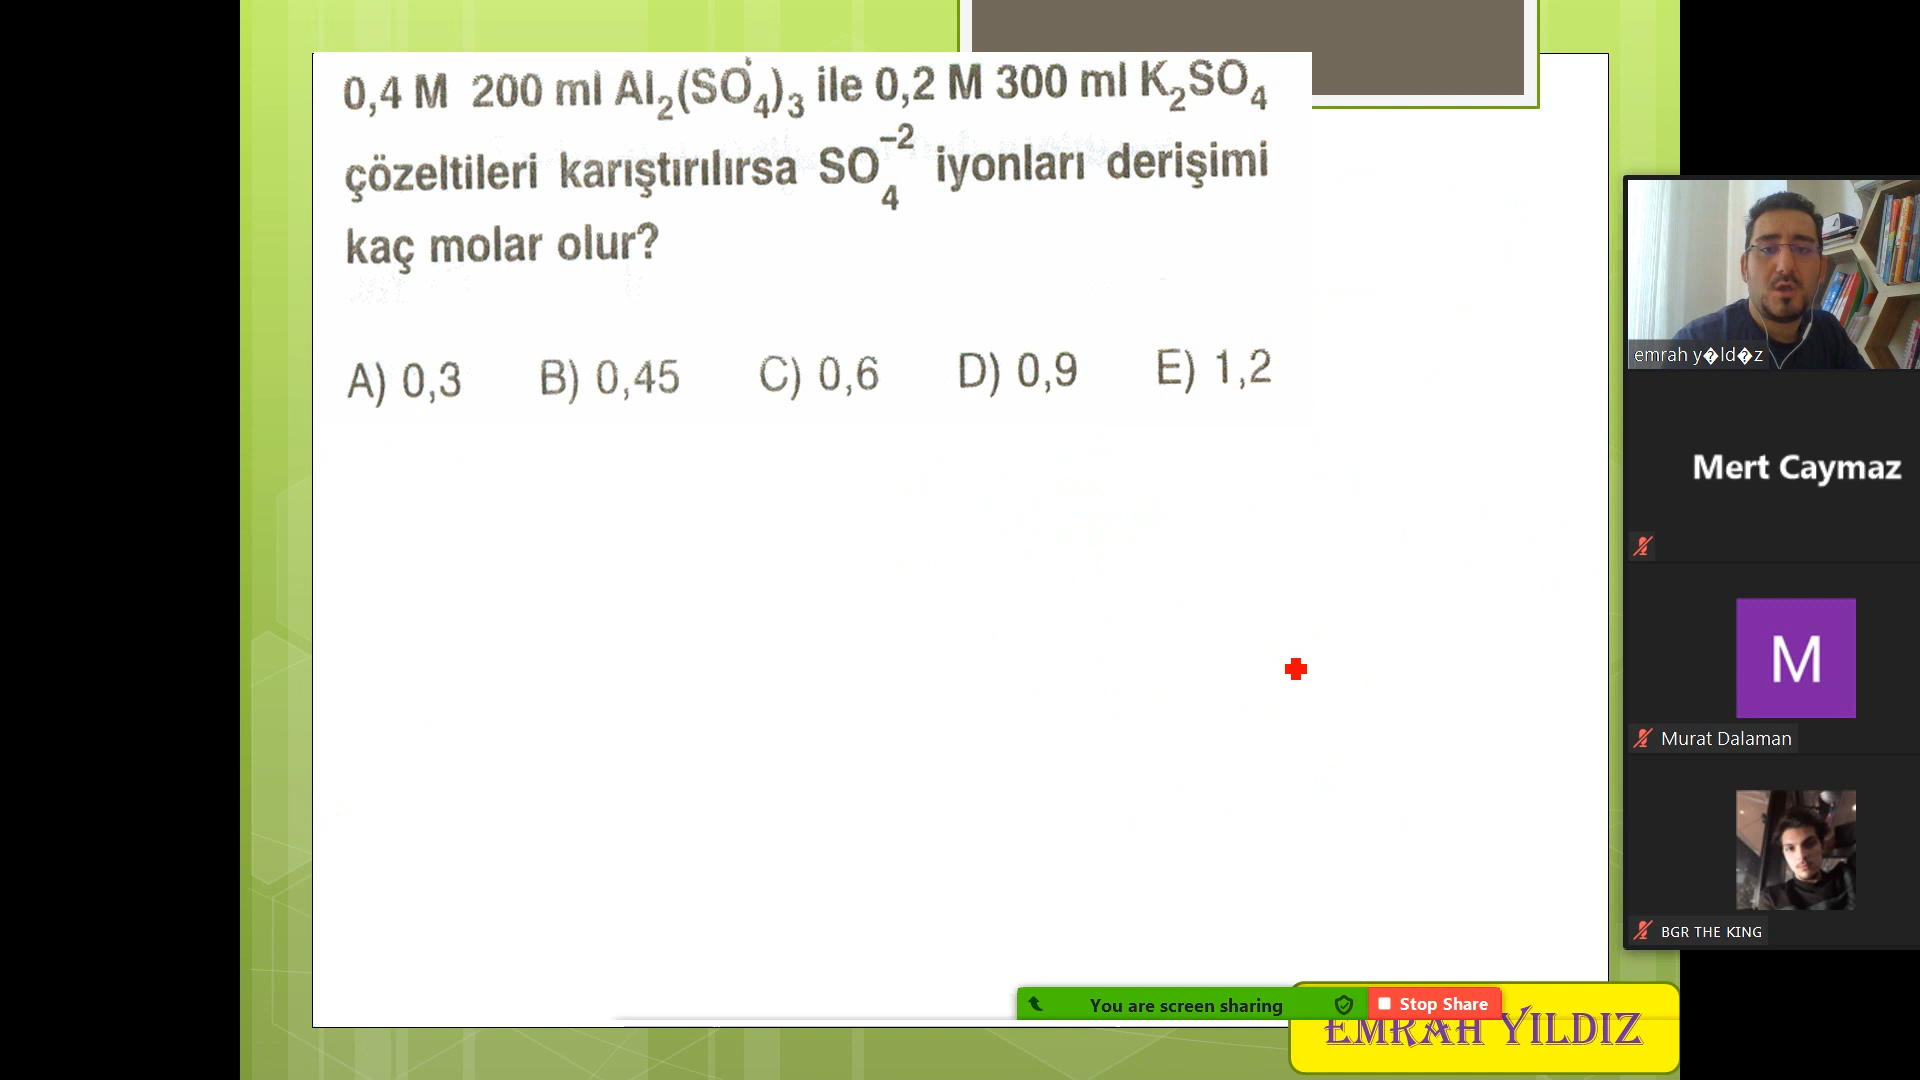 0,4 M 200 ml Al2(SO4)3 ile 0,2 M 300 ml K2SO4
çözeltileri karıştırılırsa SO4^-2 iyonları derişimi
kaç molar olur?
A) 0,3 B) 0,45 C) 0,6 D) 0,9 E) 1,2
emrah y�ld�z
Mert Caymaz
M
Murat Dalaman
BGR THE KING
You are screen sharing
Stop Share
EMRAH YILDIZ